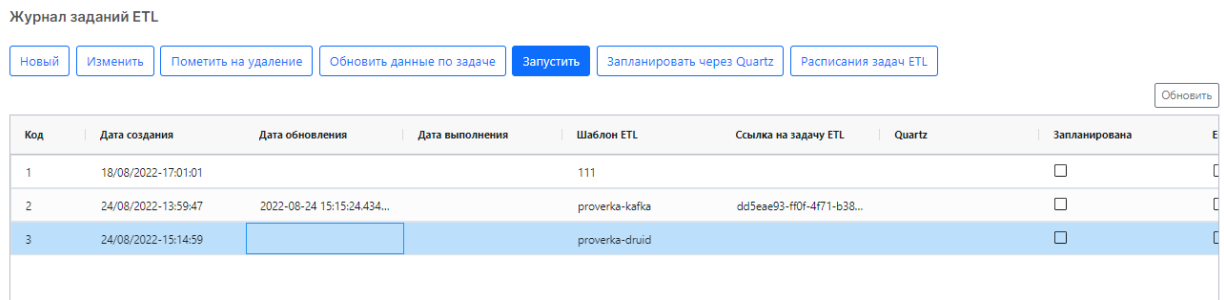 Журнал заданий ETL
Новый Изменить Пометить на удаление Обновить данные по задаче Запустить Запланировать через Quartz Расписания задач ETL
Обновить
Код Дата создания Дата обновления Дата выполнения Шаблон ETL Ссылка на задачу ETL Quartz Запланирована
1 18/08/2022-17:01:01 111
2 24/08/2022-13:59:47 2022-08-24 15:15:24.434... proverka-kafka dd5eae93-ff0f-4f71-b38...
3 24/08/2022-15:14:59 proverka-druid